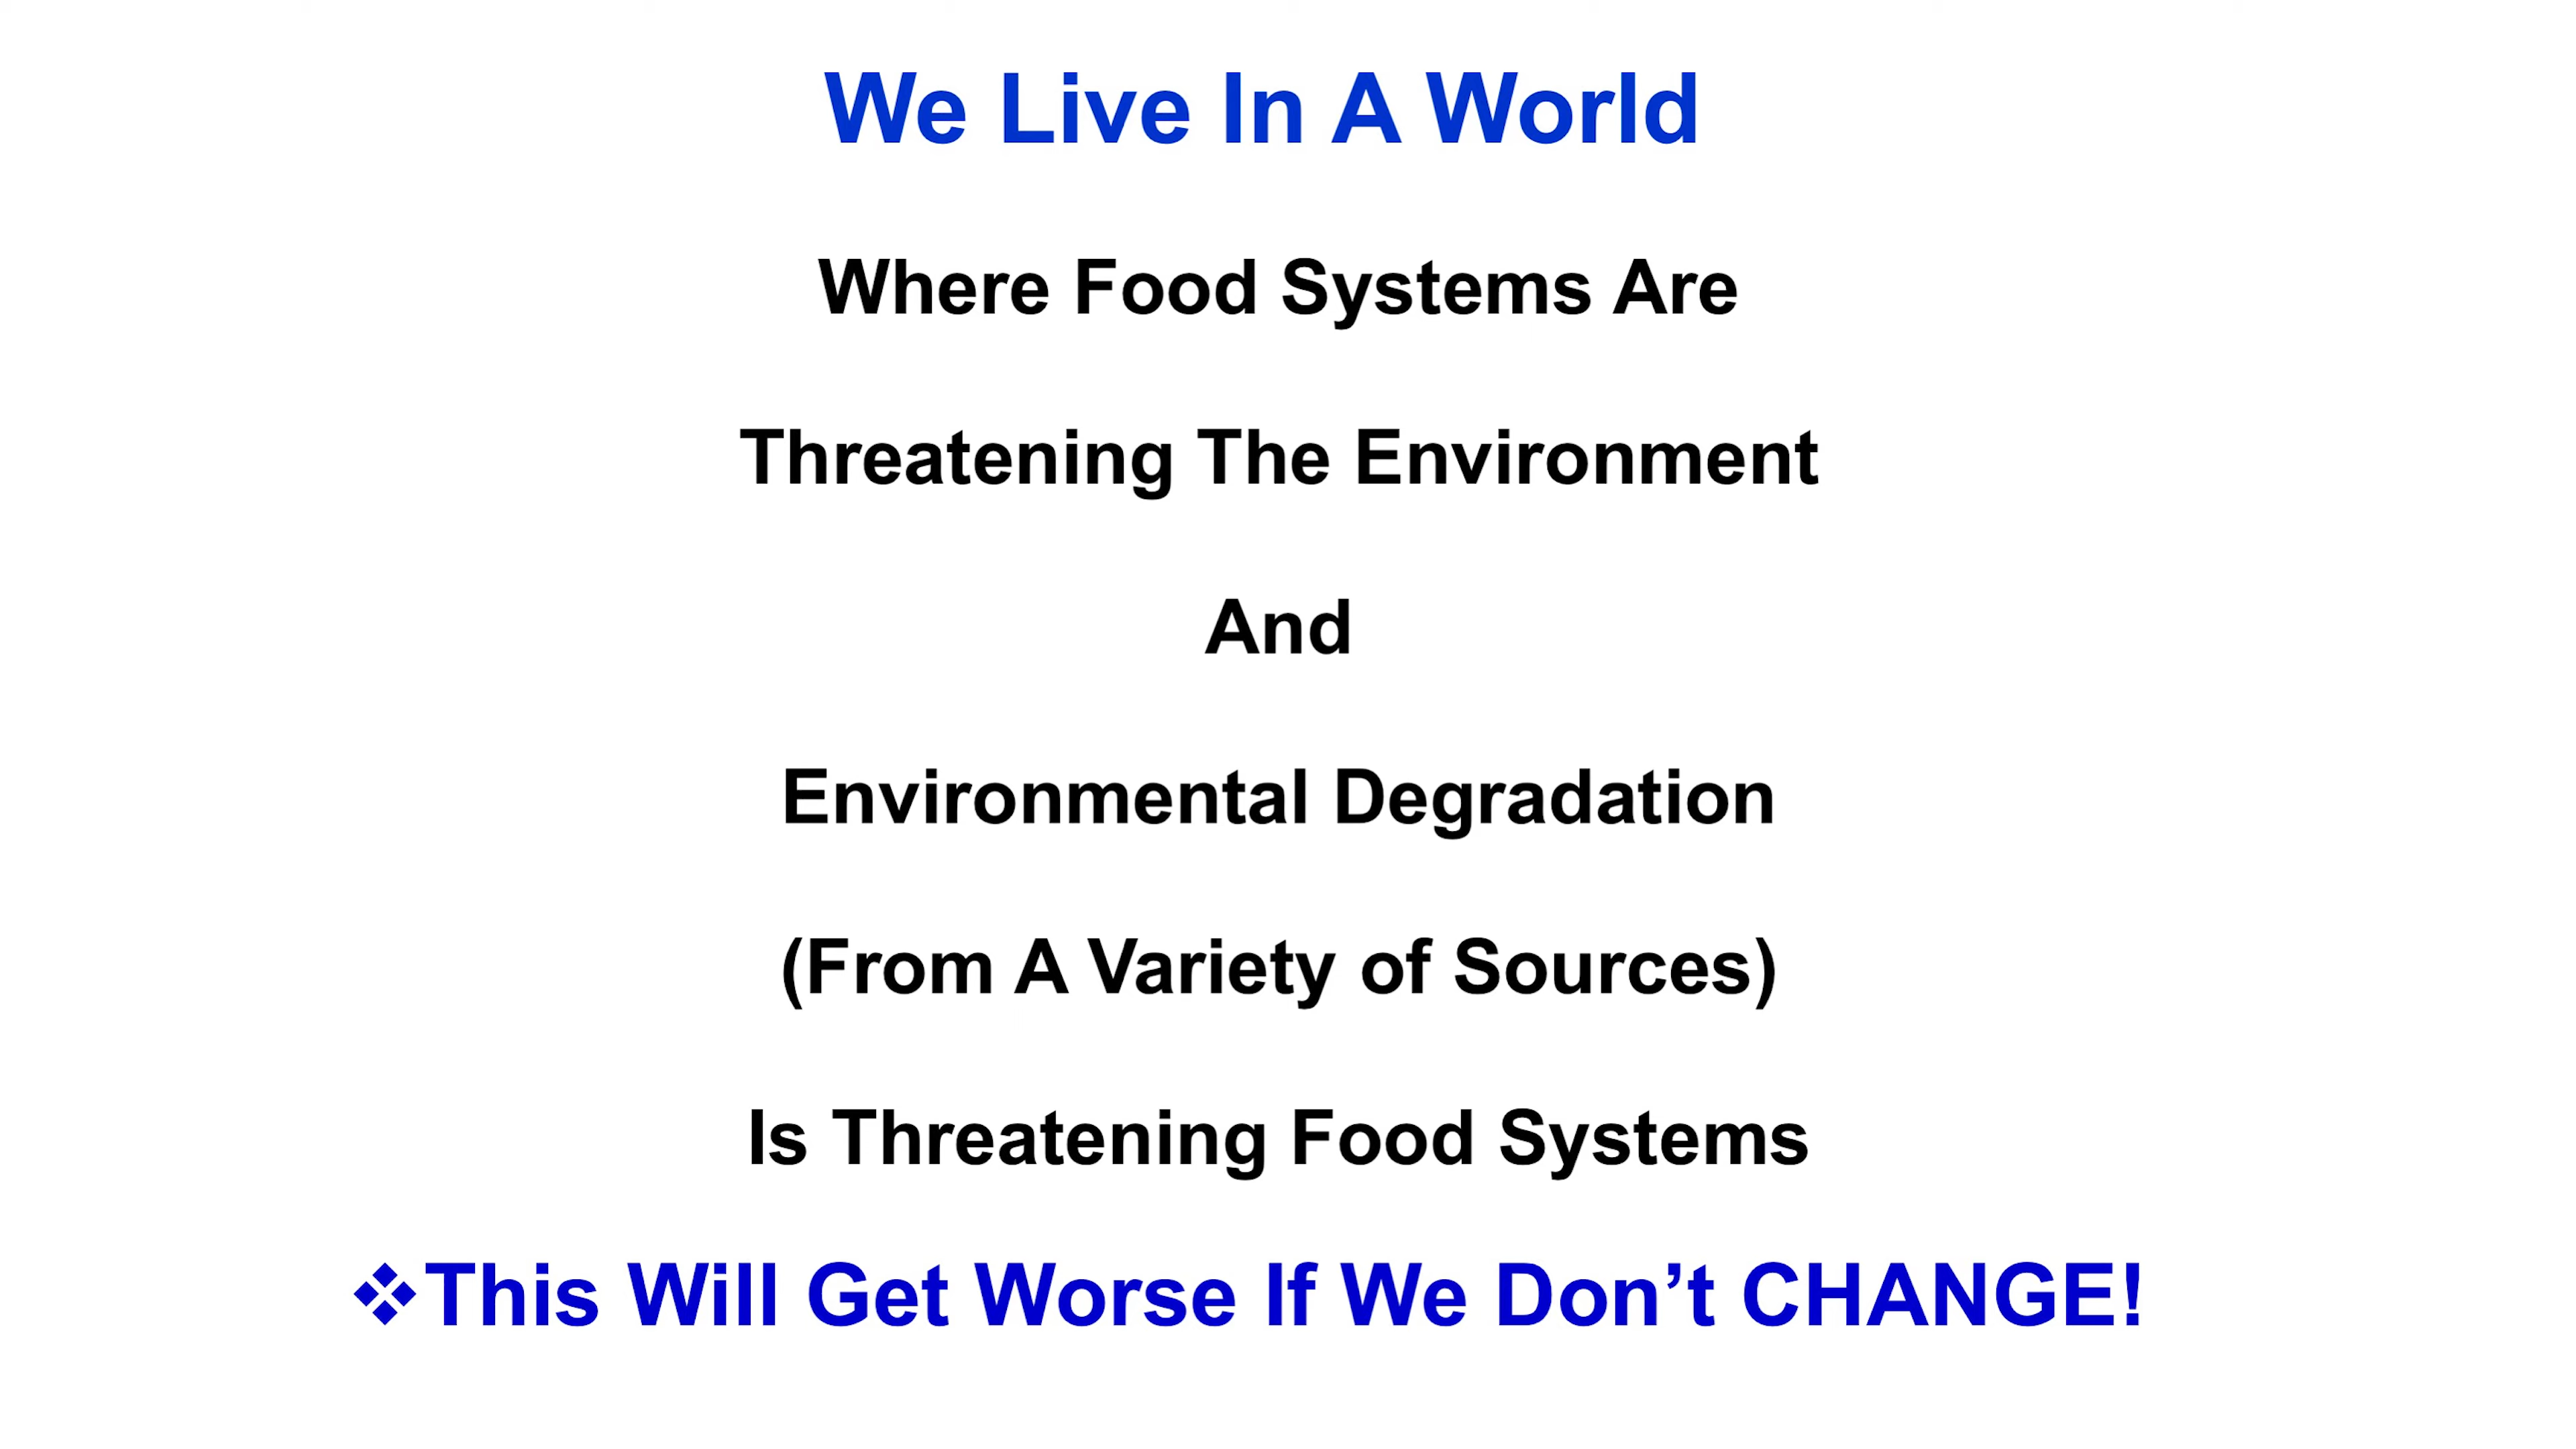 We Live In A World
Where Food Systems Are
Threatening The Environment
And
Environmental Degradation
(From A Variety of Sources)
Is Threatening Food Systems
❖This Will Get Worse If We Don’t CHANGE!